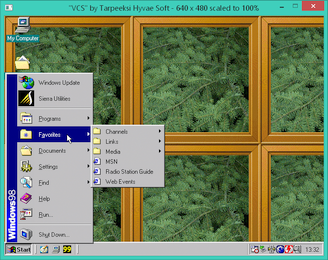 "VCS" by Tarpeeksi Hyvae Soft - 640 x 480 scaled to 100%
My Computer
Windows Update
Sierra Utilities
Programs
Favorites
Documents
Settings
Find
Help
Run...
Shut Down...
Windows98
Channels
Links
Media
MSN
Radio Station Guide
Web Events
Start
13:32